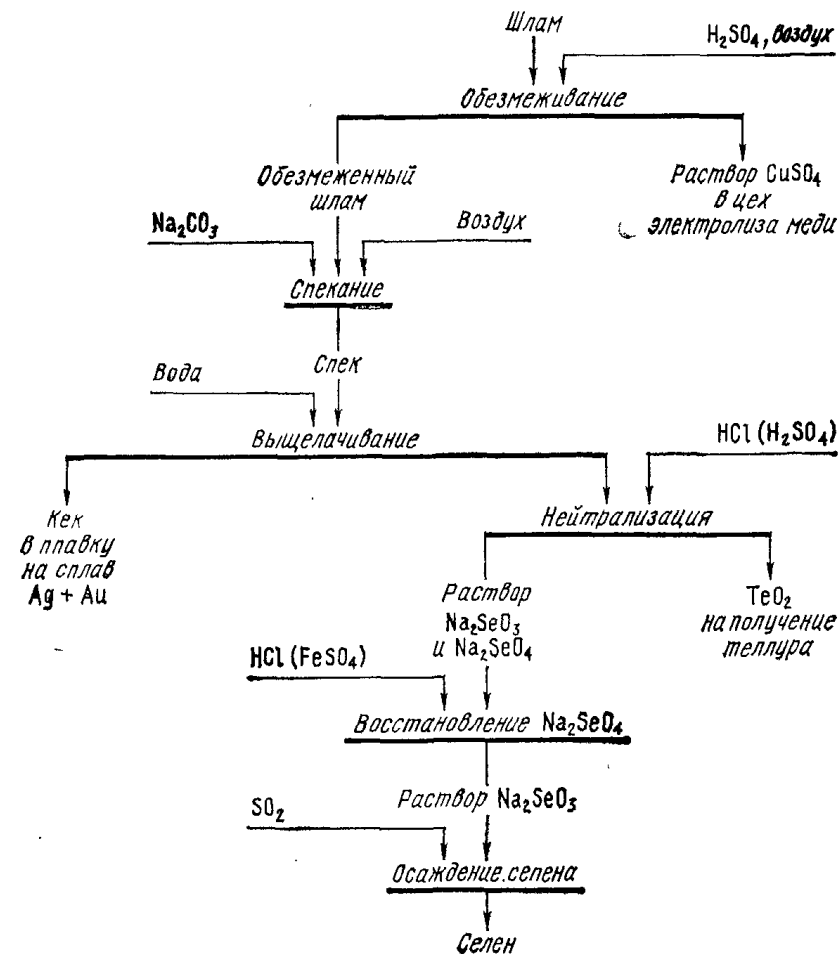 Шлам
H₂SO₄, воздух
Обезмеживание
Обезмеженный
шлам
Раствор CuSO₄
в цех
электролиза меди
Na₂CO₃
Воздух
Спекание
Спек
Вода
Выщелачивание
HCl (H₂SO₄)
Кек
в плавку
на сплав
Ag + Au
Нейтрализация
Раствор
Na₂SeO₃
и Na₂SeO₄
TeO₂
на получение
теллура
HCl (FeSO₄)
Восстановление Na₂SeO₄
Раствор Na₂SeO₃
SO₂
Осаждение селена
Селен